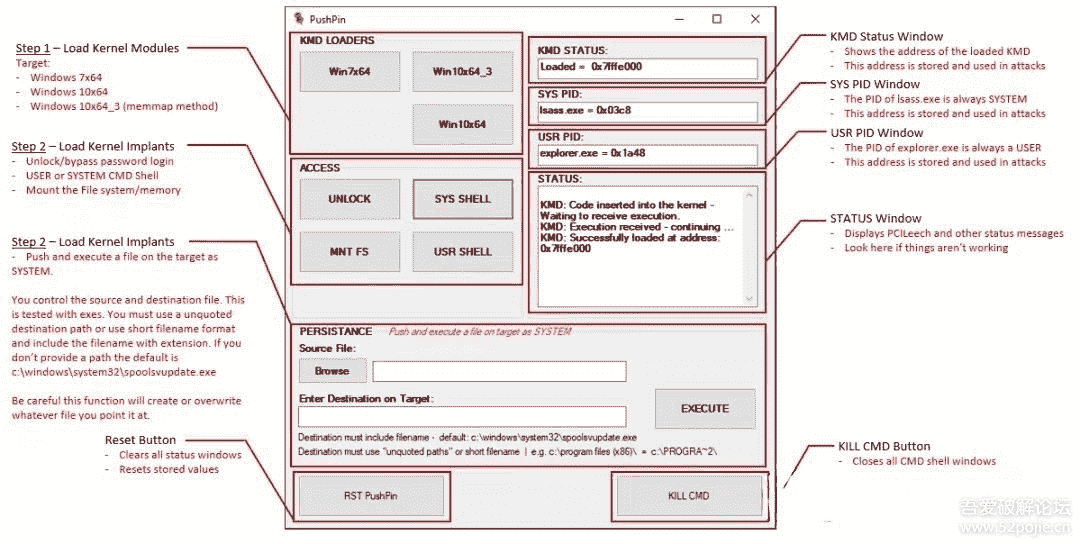 PushPin
Step 1 – Load Kernel Modules
Target:
- Windows 7x64
- Windows 10x64
- Windows 10x64_3 (memmap method)
Step 2 – Load Kernel Implants
- Unlock/bypass password login
- USER or SYSTEM CMD Shell
- Mount the File system/memory
Step 2 – Load Kernel Implants
- Push and execute a file on the target as
SYSTEM.
You control the source and destination file. This
is tested with exes. You must use a unquoted
destination path or use short filename format
and include the filename with extension. If you
don't provide a path the default is
c:\windows\system32\spoolsvupdate.exe
Be careful this function will create or overwrite
whatever file you point it at.
Reset Button
- Clears all status windows
- Resets stored values
KMD LOADERS
Win7x64
Win10x64_3
Win10x64
ACCESS
UNLOCK
SYS SHELL
MNT FS
USR SHELL
KMD STATUS:
Loaded = 0x7fffe000
SYS PID:
lsass.exe = 0x03c8
USR PID:
explorer.exe = 0x1a48
STATUS:
KMD: Code inserted into the kernel -
Waiting to receive execution.
KMD: Execution received - continuing ...
KMD: Successfully loaded at address:
0x7fffe000
PERSISTANCE Push and execute a file on target as SYSTEM
Source File:
Browse
Enter Destination on Target:
EXECUTE
Destination must include filename - default: c:\windows\system32\spoolsvupdate.exe
Destination must use "unquoted paths" or short filename | e.g. c:\program files (x86)\ = c:\PROGRA~2\
RST PushPin
KILL CMD
KMD Status Window
- Shows the address of the loaded KMD
- This address is stored and used in attacks
SYS PID Window
- The PID of lsass.exe is always SYSTEM
- This address is stored and used in attacks
USR PID Window
- The PID of explorer.exe is always a USER
- This address is stored and used in attacks
STATUS Window
- Displays PCILeech and other status messages
- Look here if things aren't working
KILL CMD Button
- Closes all CMD shell windows
吾爱破解论坛
www.52pojie.cn